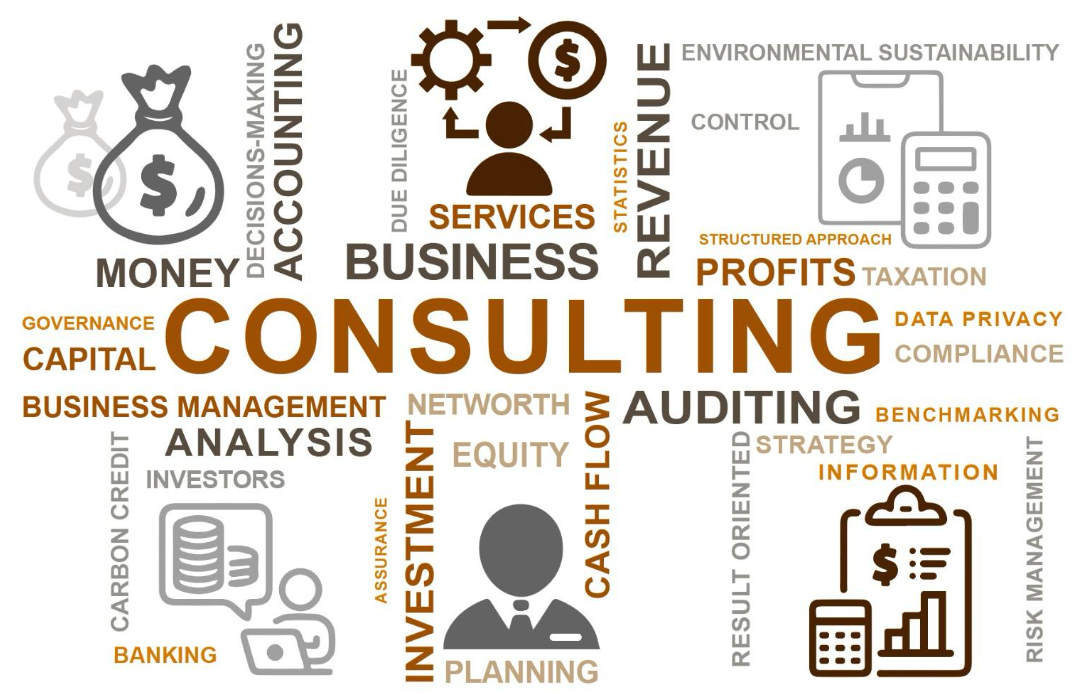 ENVIRONMENTAL SUSTAINABILITY
DECISIONS-MAKING
ACCOUNTING
DUE DILIGENCE
$
$
$
STATISTICS
REVENUE
CONTROL
SERVICES
STRUCTURED APPROACH
BUSINESS
MONEY
PROFITS
TAXATION
GOVERNANCE
CAPITAL
CONSULTING
DATA PRIVACY
COMPLIANCE
BUSINESS MANAGEMENT
NETWORTH
CASH FLOW
AUDITING
BENCHMARKING
ANALYSIS
INVESTMENT
EQUITY
STRATEGY
CARBON CREDIT
INVESTORS
RESULT ORIENTED
INFORMATION
RISK MANAGEMENT
ASSURANCE
$
BANKING
PLANNING